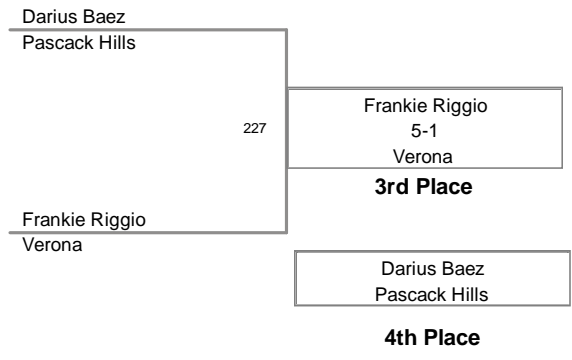 Darius Baez
Pascack Hills
227
Frankie Riggio
5-1
Verona
3rd Place
Frankie Riggio
Verona
Darius Baez
Pascack Hills
4th Place